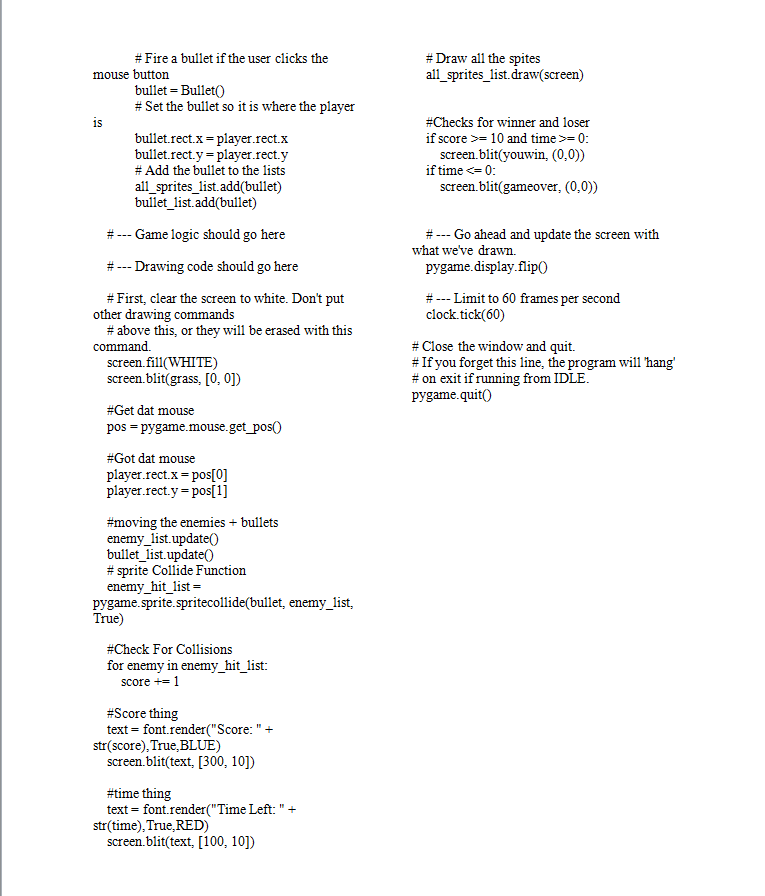 # Fire a bullet if the user clicks the
mouse button
bullet = Bullet()
# Set the bullet so it is where the player
is
bullet.rect.x = player.rect.x
bullet.rect.y = player.rect.y
# Add the bullet to the lists
all_sprites_list.add(bullet)
bullet_list.add(bullet)
# --- Game logic should go here
# --- Drawing code should go here
# First, clear the screen to white. Don't put
other drawing commands
# above this, or they will be erased with this
command.
screen.fill(WHITE)
screen.blit(grass, [0, 0])
#Get dat mouse
pos = pygame.mouse.get_pos()
#Got dat mouse
player.rect.x = pos[0]
player.rect.y = pos[1]
#moving the enemies + bullets
enemy_list.update()
bullet_list.update()
# sprite Collide Function
enemy_hit_list =
pygame.sprite.spritecollide(bullet, enemy_list,
True)
#Check For Collisions
for enemy in enemy_hit_list:
score += 1
#Score thing
text = font.render("Score: " +
str(score),True,BLUE)
screen.blit(text, [300, 10])
#time thing
text = font.render("Time Left: " +
str(time),True,RED)
screen.blit(text, [100, 10])
# Draw all the spites
all_sprites_list.draw(screen)
#Checks for winner and loser
if score >= 10 and time >= 0:
screen.blit(youwin, (0,0))
if time <= 0:
screen.blit(gameover, (0,0))
# --- Go ahead and update the screen with
what we've drawn.
pygame.display.flip()
# --- Limit to 60 frames per second
clock.tick(60)
# Close the window and quit.
# If you forget this line, the program will 'hang'
# on exit if running from IDLE.
pygame.quit()